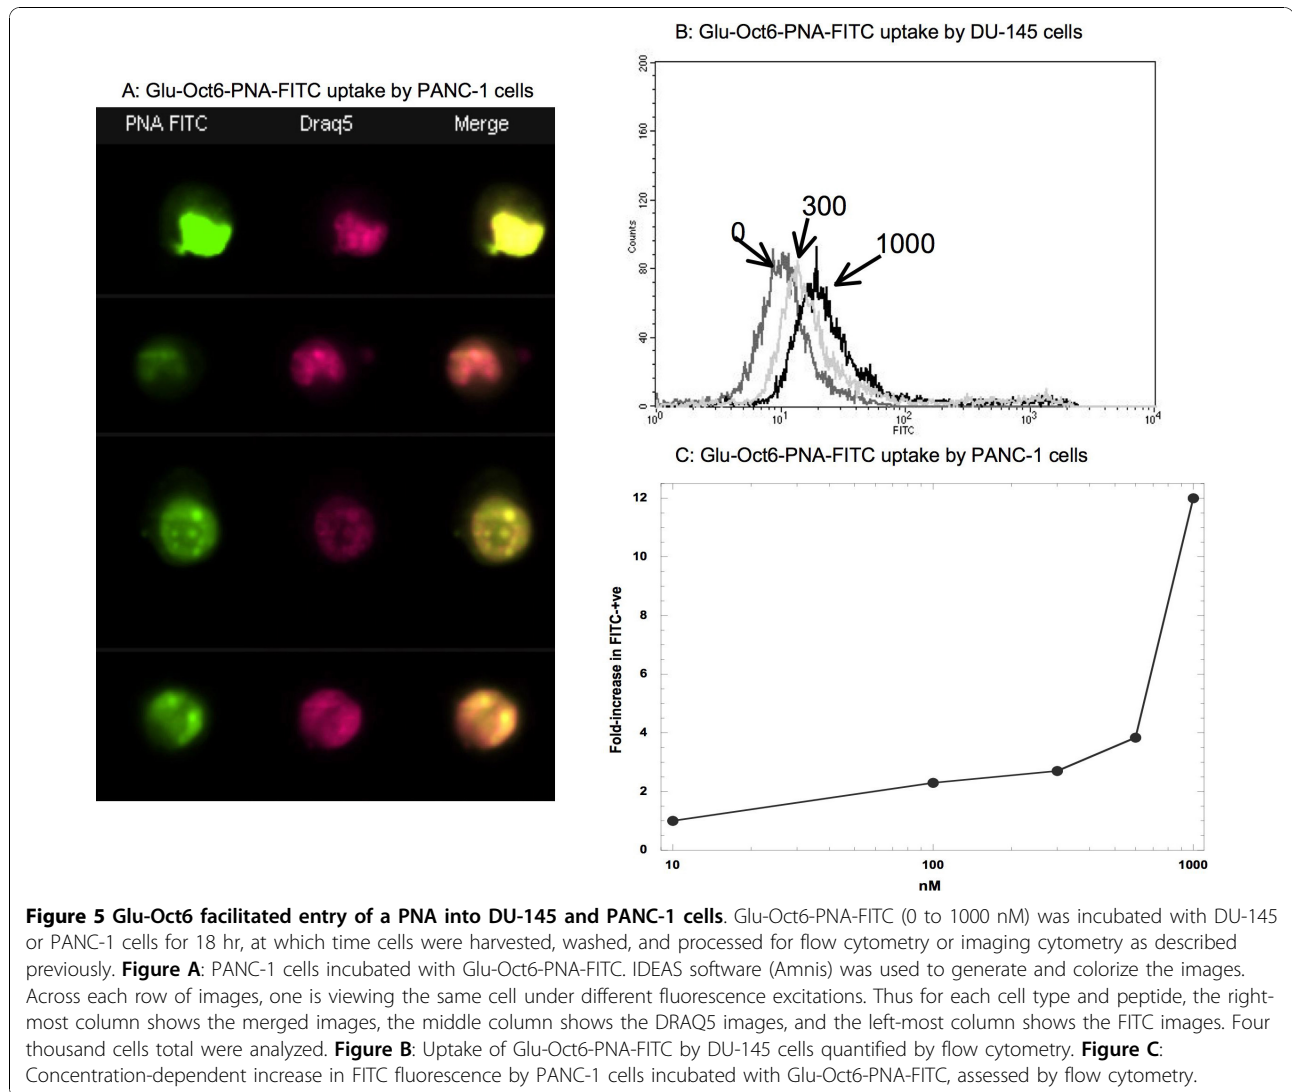 A: Glu-Oct6-PNA-FITC uptake by PANC-1 cells
PNA FITC Draq5 Merge
B: Glu-Oct6-PNA-FITC uptake by DU-145 cells
200
160
120
80
40
0
Counts
0
300
1000
10^0 10^1 10^2 10^3 10^4
FITC
C: Glu-Oct6-PNA-FITC uptake by PANC-1 cells
12
10
8
6
4
2
0
Fold-increase in FITC-+ve
10 100 1000
nM
Figure 5 Glu-Oct6 facilitated entry of a PNA into DU-145 and PANC-1 cells. Glu-Oct6-PNA-FITC (0 to 1000 nM) was incubated with DU-145
or PANC-1 cells for 18 hr, at which time cells were harvested, washed, and processed for flow cytometry or imaging cytometry as described
previously. Figure A: PANC-1 cells incubated with Glu-Oct6-PNA-FITC. IDEAS software (Amnis) was used to generate and colorize the images.
Across each row of images, one is viewing the same cell under different fluorescence excitations. Thus for each cell type and peptide, the right-
most column shows the merged images, the middle column shows the DRAQ5 images, and the left-most column shows the FITC images. Four
thousand cells total were analyzed. Figure B: Uptake of Glu-Oct6-PNA-FITC by DU-145 cells quantified by flow cytometry. Figure C:
Concentration-dependent increase in FITC fluorescence by PANC-1 cells incubated with Glu-Oct6-PNA-FITC, assessed by flow cytometry.